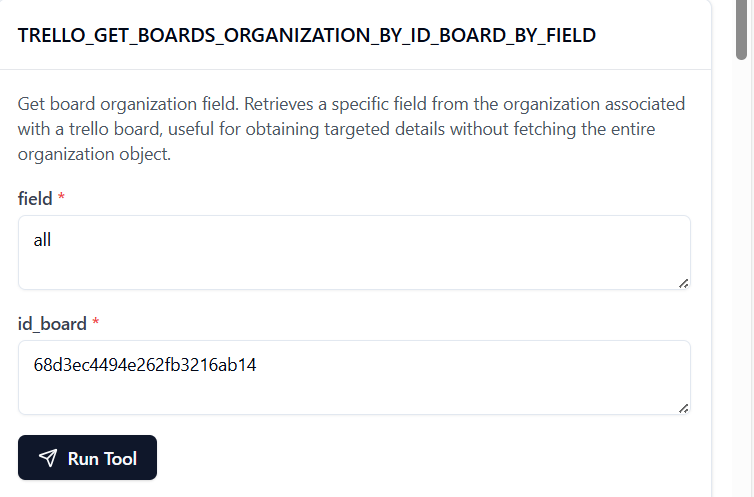 TRELLO_GET_BOARDS_ORGANIZATION_BY_ID_BOARD_BY_FIELD
Get board organization field. Retrieves a specific field from the organization associated
with a trello board, useful for obtaining targeted details without fetching the entire
organization object.
field *
all
id_board *
68d3ec4494e262fb3216ab14
Run Tool